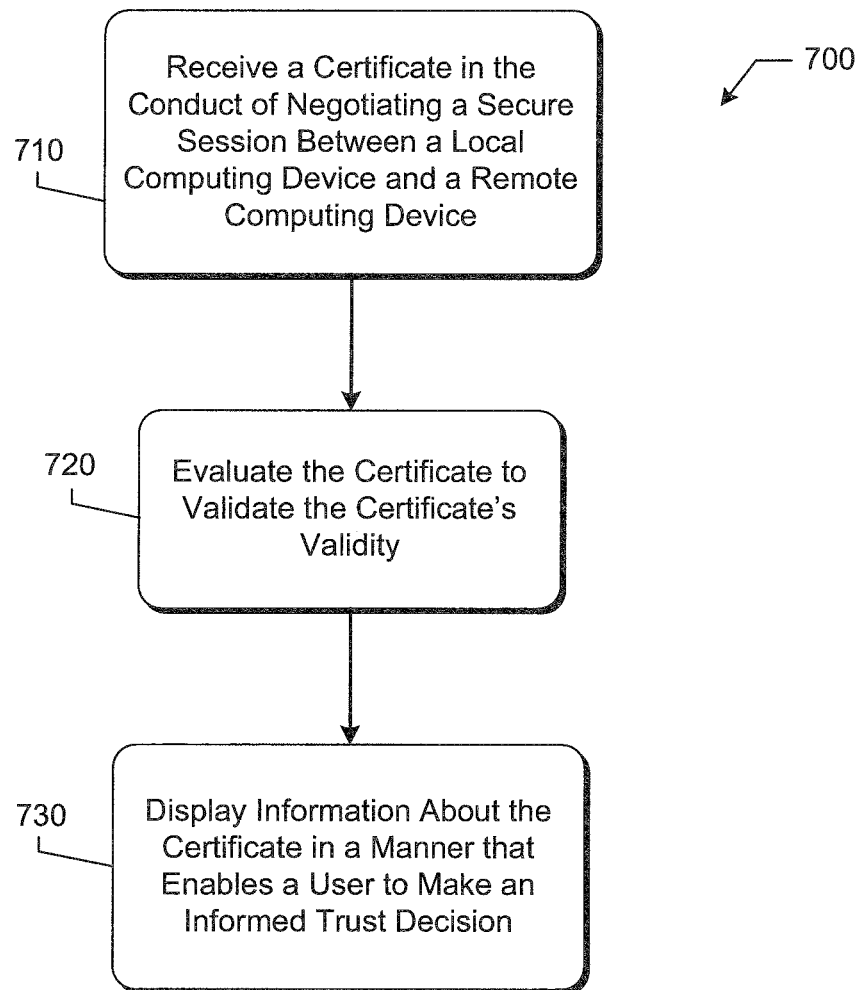 700
Receive a Certificate in the
Conduct of Negotiating a Secure
Session Between a Local
Computing Device and a Remote
Computing Device
710
Evaluate the Certificate to
Validate the Certificate's
Validity
720
Display Information About the
Certificate in a Manner that
Enables a User to Make an
Informed Trust Decision
730